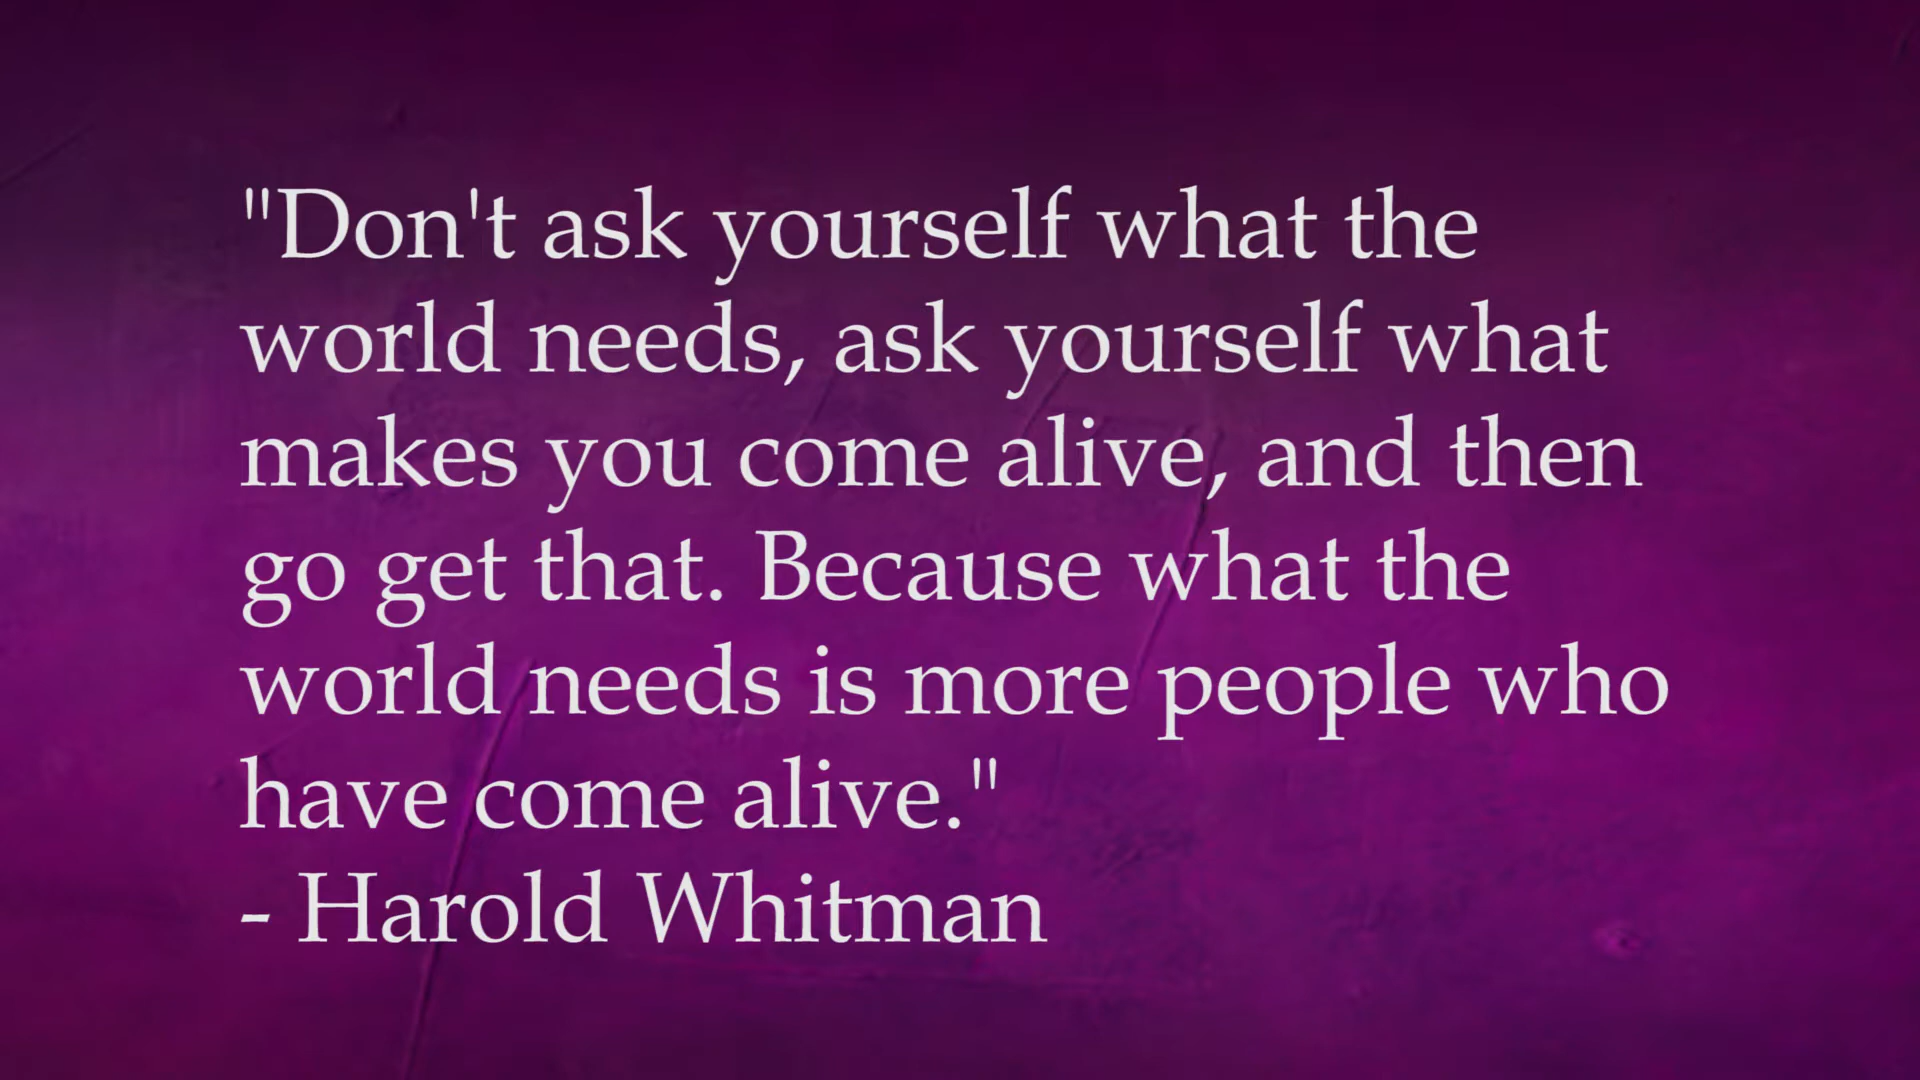 "Don't ask yourself what the
world needs, ask yourself what
makes you come alive, and then
go get that. Because what the
world needs is more people who
have come alive."
- Harold Whitman